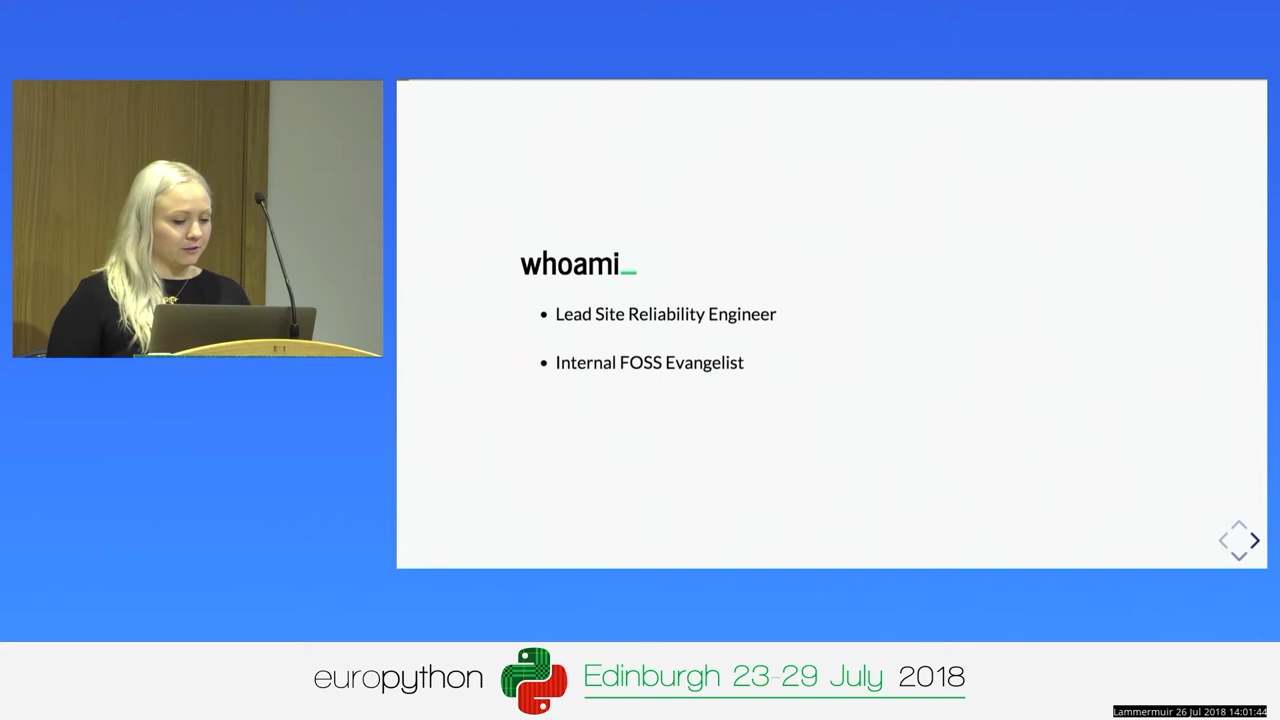 whoami_
• Lead Site Reliability Engineer
• Internal FOSS Evangelist
europython Edinburgh 23-29 July 2018
Lammermuir 26 Jul 2018 14:01:44